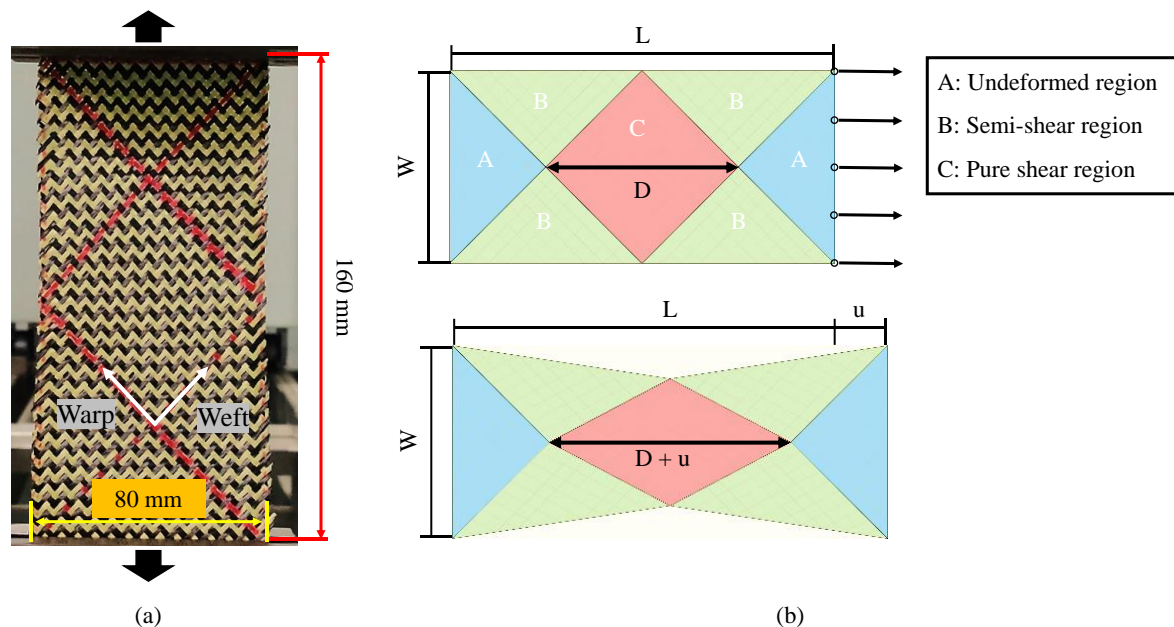 160 mm
Warp
Weft
80 mm
(a)
L
W
B
B
C
A
A
D
B
B
A: Undeformed region
B: Semi-shear region
C: Pure shear region
L
u
W
D + u
(b)